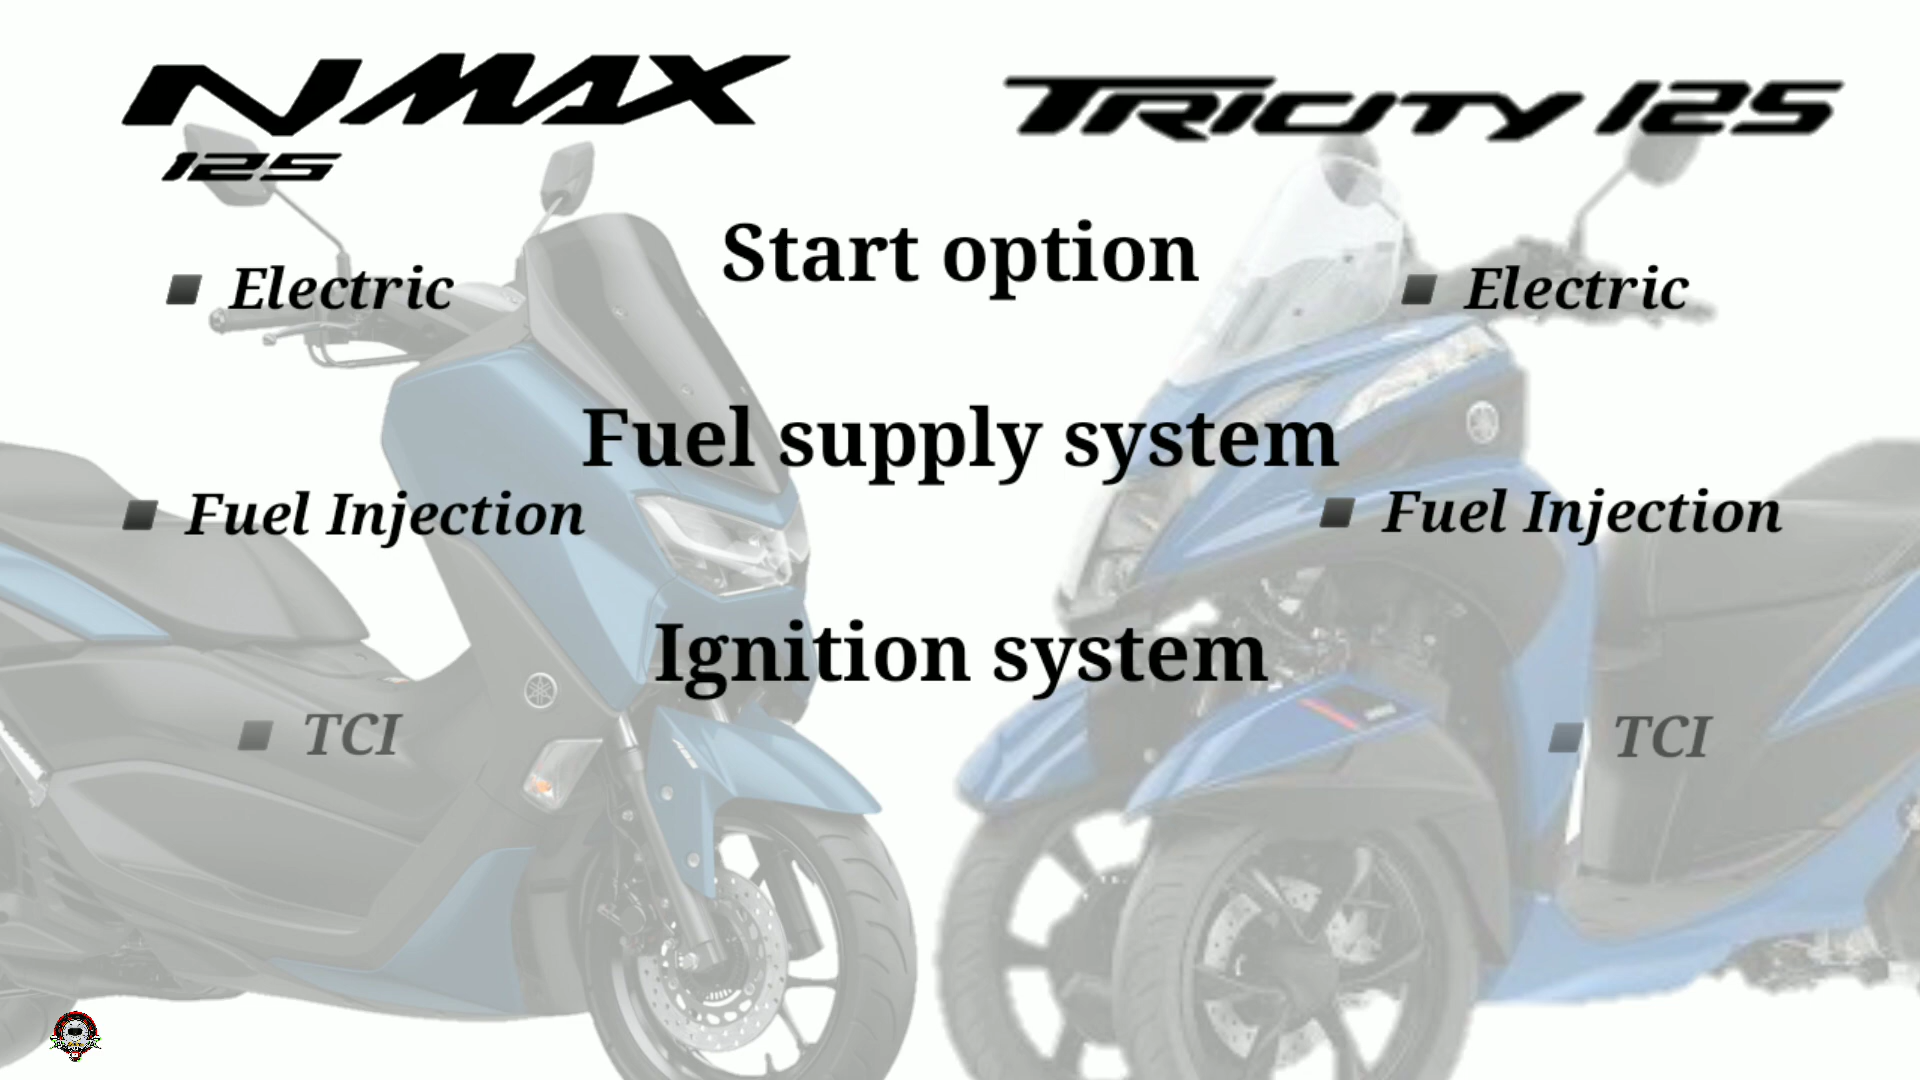 NMAX
125
TRICITY 125
Start option
Electric
Electric
Fuel supply system
Fuel Injection
Fuel Injection
Ignition system
TCI
TCI